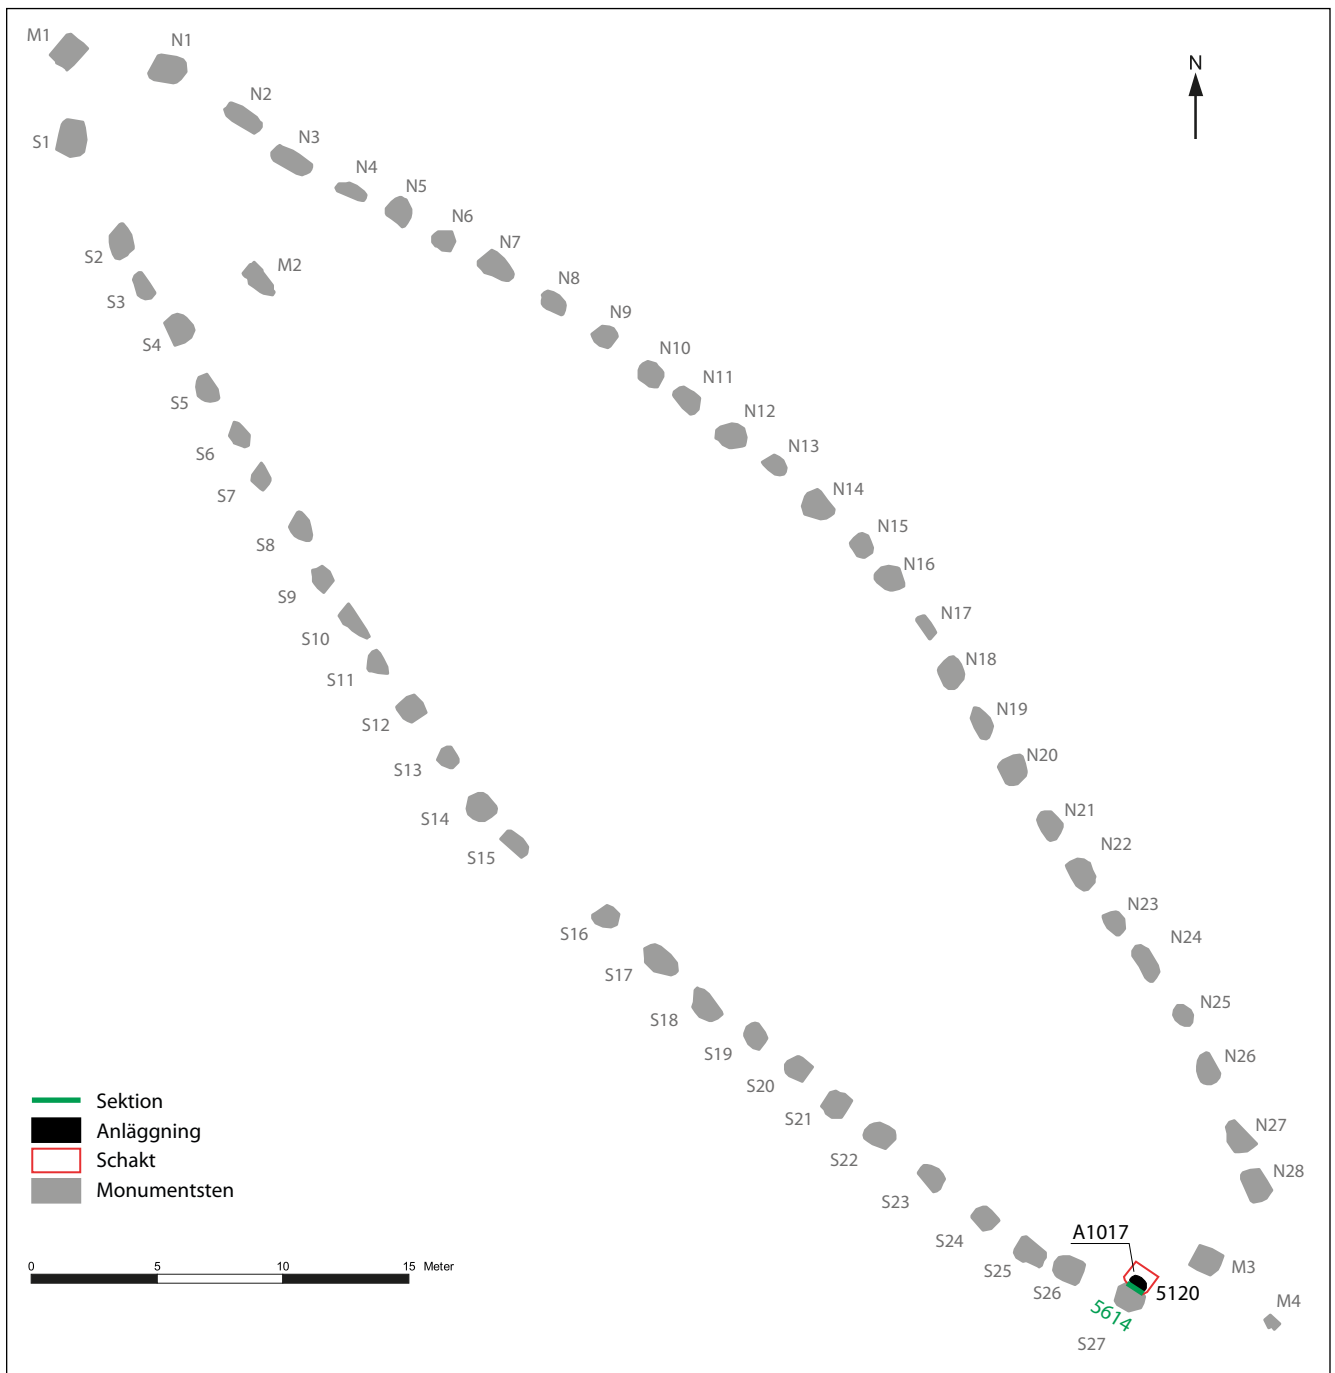 M1
N1
N
N2
S1
N3
N4
N5
N6
N7
S2
M2
N8
S3
N9
S4
N10
N11
S5
N12
S6
N13
N14
S7
N15
S8
N16
S9
N17
S10
N18
S11
N19
S12
N20
S13
N21
S14
N22
S15
N23
S16
N24
S17
N25
S18
S19
N26
S20
S21
N27
S22
N28
S23
S24
A1017
S25
M3
S26
5120
M4
5614
S27
Sektion
Anläggning
Schakt
Monumentsten
0 5 10 15 Meter